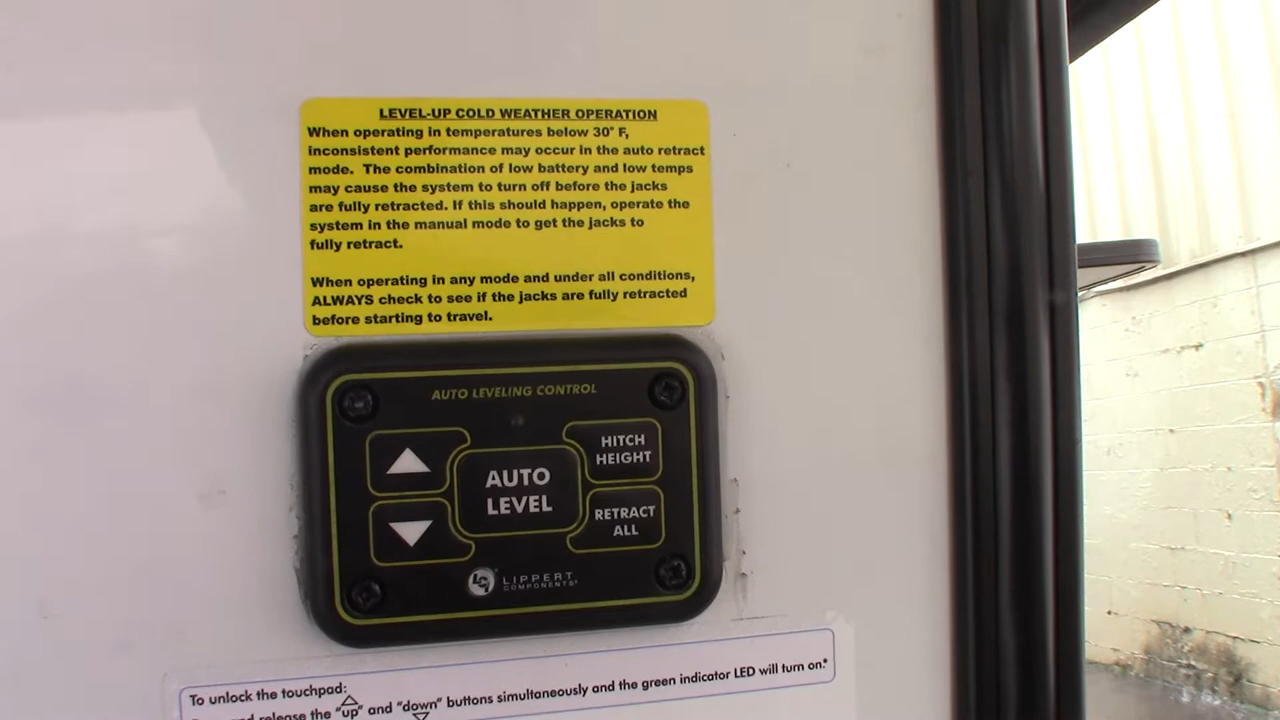 LEVEL-UP COLD WEATHER OPERATION
When operating in temperatures below 30° F,
inconsistent performance may occur in the auto retract
mode. The combination of low battery and low temps
may cause the system to turn off before the jacks
are fully retracted. If this should happen, operate the
system in the manual mode to get the jacks to
fully retract.
When operating in any mode and under all conditions,
ALWAYS check to see if the jacks are fully retracted
before starting to travel.
AUTO LEVELING CONTROL
HITCH
HEIGHT
AUTO
LEVEL
RETRACT
ALL
LCI LIPPERT
COMPONENTS®
To unlock the touchpad:
release the "up" and "down" buttons simultaneously and the green indicator LED will turn on.*